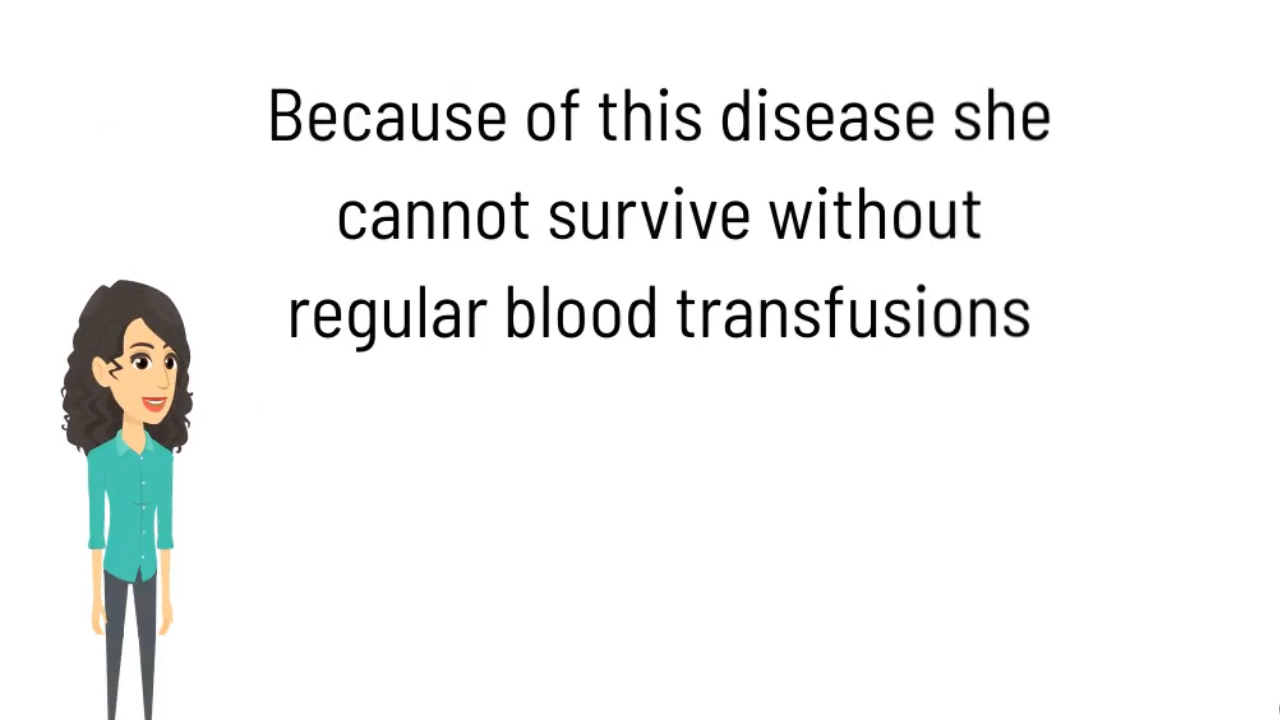 Because of this disease she
cannot survive without
regular blood transfusions